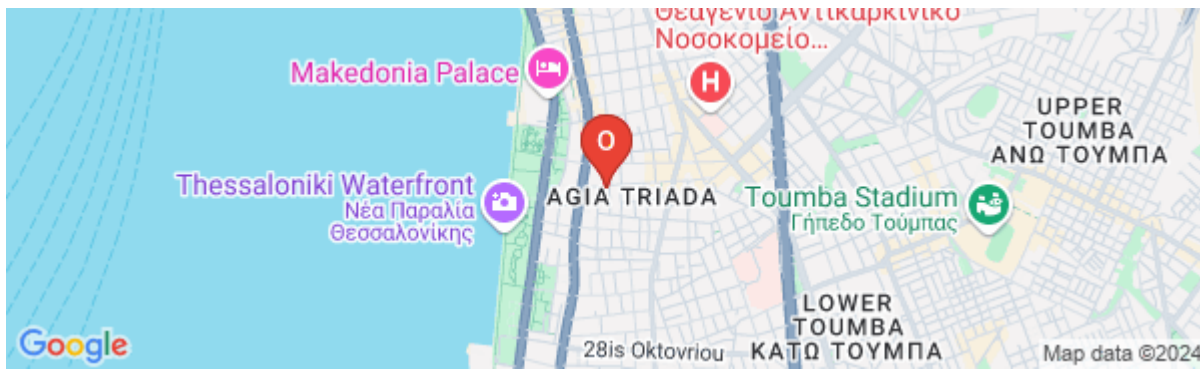 Θεαγένιο Αντικαρκινικό
Νοσοκομείο...
H
Makedonia Palace
UPPER
TOUMBA
ΑΝΩ ΤΟΥΜΠΑ
O
Thessaloniki Waterfront
Νέα Παραλία
Θεσσαλονίκης
AGIA TRIADA
Toumba Stadium
Γήπεδο Τούμπας
LOWER
TOUMBA
ΚΑΤΩ ΤΟΥΜΠΑ
28is Oktovriou
Google
Map data ©2024